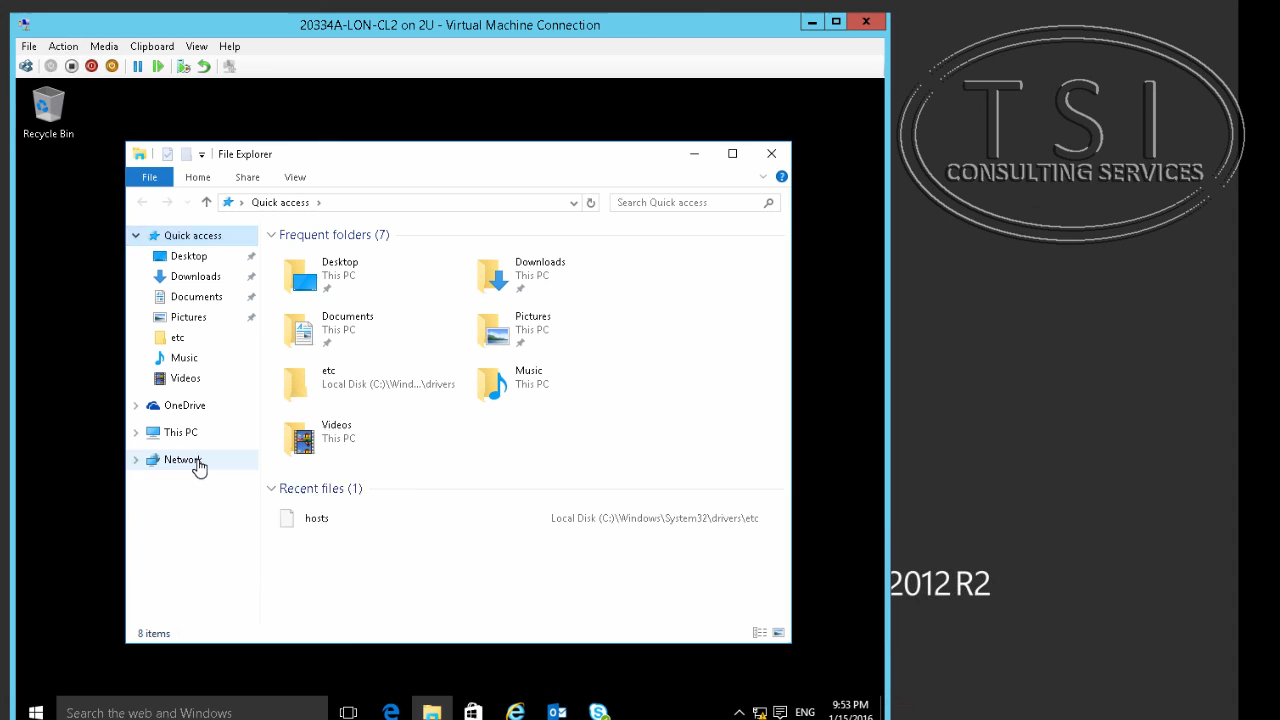 20334A-LON-CL2 on 2U - Virtual Machine Connection
File Action Media Clipboard View Help
TSI
CONSULTING SERVICES
Recycle Bin
File Explorer
File Home Share View
Quick access
Search Quick access
Quick access
Desktop
Downloads
Documents
Pictures
etc
Music
Videos
OneDrive
This PC
Network
Frequent folders (7)
Desktop
This PC
Downloads
This PC
Documents
This PC
Pictures
This PC
etc
Local Disk (C:)\Wind...\drivers
Music
This PC
Videos
This PC
Recent files (1)
hosts Local Disk (C:)\Windows\System32\drivers\etc
8 items
2012 R2
Search the web and Windows
ENG
9:53 PM
1/15/2016